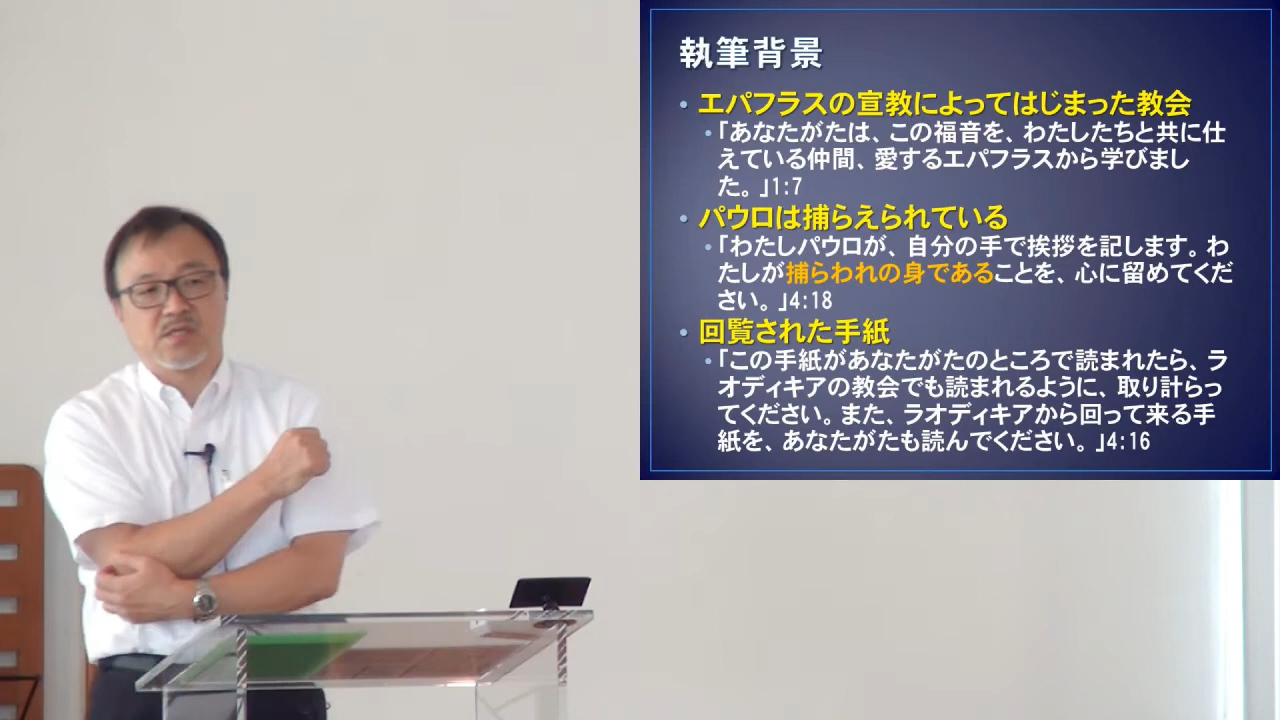 執筆背景
• エパフラスの宣教によってはじまった教会
• 「あなたがたは、この福音を、わたしたちと共に仕
えている仲間、愛するエパフラスから学びまし
た。」1:7
• パウロは捕らえられている
• 「わたしパウロが、自分の手で挨拶を記します。わ
たしが捕らわれの身であることを、心に留めてくだ
さい。」4:18
• 回覧された手紙
• 「この手紙があなたがたのところで読まれたら、ラ
オディキアの教会でも読まれるように、取り計らっ
てください。また、ラオディキアから回って来る手
紙を、あなたがたも読んでください。」4:16